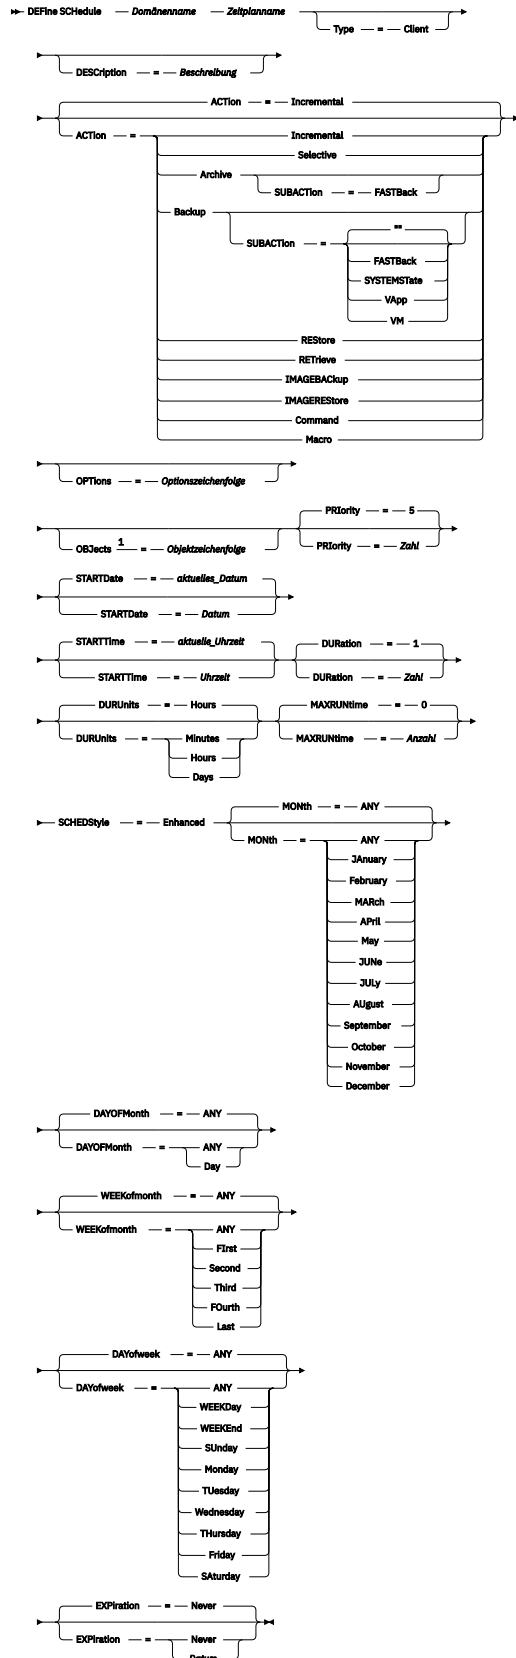 DEFine SCHedule Domänenname Zeitplanname
Type = Client
DESCription = Beschreibung
ACTion = Incremental
ACTion = Incremental
Selective
Archive
SUBACTion = FASTBack
Backup
""
SUBACTion =
FASTBack
SYSTEMSTate
VApp
VM
REStore
RETrieve
IMAGEBACkup
IMAGEREStore
Command
Macro
OPTions = Optionszeichenfolge
PRIority = 5
OBJects 1 = Objektzeichenfolge PRIority = Zahl
STARTDate = aktuelles_Datum
STARTDate = Datum
STARTTime = aktuelle_Uhrzeit DURation = 1
STARTTime = Uhrzeit DURation = Zahl
DURUnits = Hours MAXRUNtime = 0
DURUnits = Minutes MAXRUNtime = Anzahl
Hours
Days
MONth = ANY
SCHEDStyle = Enhanced
MONth = ANY
JAnuary
February
MARch
APril
May
JUNe
JULy
AUgust
September
October
November
December
DAYOFMonth = ANY
DAYOFMonth = ANY
Day
WEEKofmonth = ANY
WEEKofmonth = ANY
FIrst
Second
Third
FOurth
Last
DAYofweek = ANY
DAYofweek = ANY
WEEKDay
WEEKEnd
SUnday
Monday
TUesday
Wednesday
THursday
Friday
SAturday
EXPiration = Never
EXPiration = Never